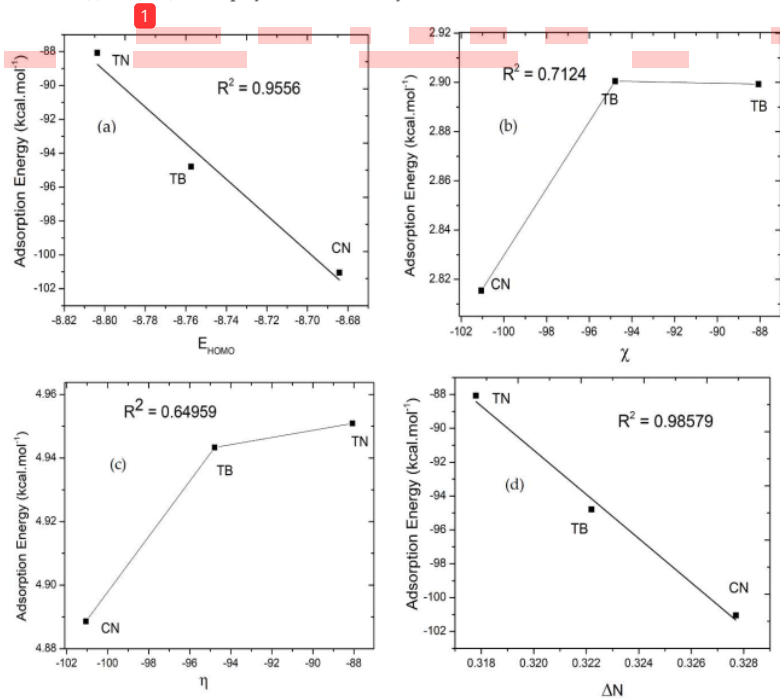 1
-88
-90
-92
-94
-96
-98
-100
-102
Adsorption Energy (kcal.mol⁻¹)
TN
R² = 0.9556
(a)
TB
CN
-8.82 -8.80 -8.78 -8.76 -8.74 -8.72 -8.70 -8.68
E_HOMO
2.92
2.90
2.88
2.86
2.84
2.82
Adsorption Energy (kcal.mol⁻¹)
R² = 0.7124
TB
TB
(b)
CN
-102 -100 -98 -96 -94 -92 -90 -88
χ
4.96
4.94
4.92
4.90
4.88
Adsorption Energy (kcal.mol⁻¹)
R² = 0.64959
TN
(c)
TB
CN
-102 -100 -98 -96 -94 -92 -90 -88
η
-88
-90
-92
-94
-96
-98
-100
-102
Adsorption Energy (kcal.mol⁻¹)
TN
R² = 0.98579
(d)
TB
CN
0.318 0.320 0.322 0.324 0.326 0.328
ΔN